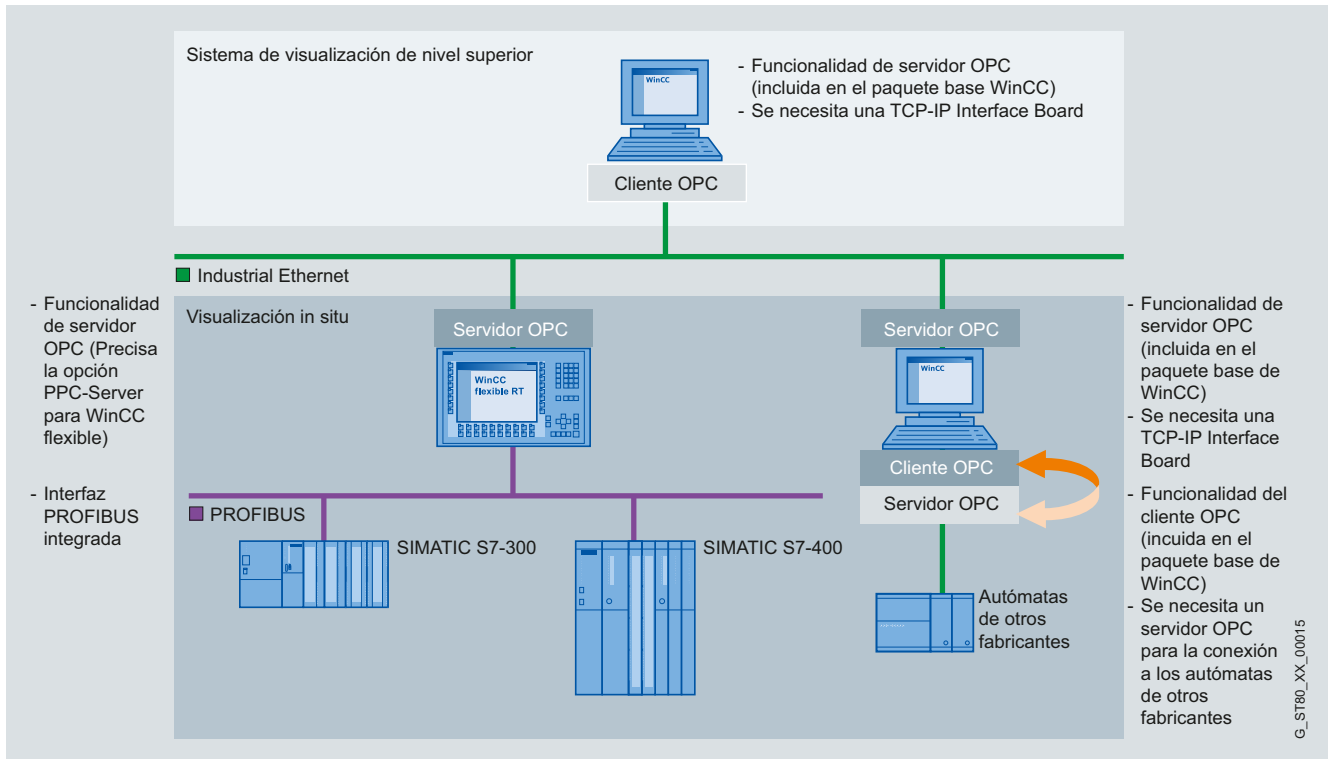 Sistema de visualización de nivel superior
WinCC
- Funcionalidad de servidor OPC
(incluida en el paquete base WinCC)
- Se necesita una TCP-IP Interface Board
Cliente OPC
Industrial Ethernet
- Funcionalidad
de servidor
OPC (Precisa
la opción
PPC-Server
para WinCC
flexible)
- Interfaz
PROFIBUS
integrada
Visualización in situ
Servidor OPC
WinCC
flexible RT
PROFIBUS
SIMATIC S7-300
SIMATIC S7-400
Servidor OPC
WinCC
Cliente OPC
Servidor OPC
Autómatas
de otros
fabricantes
- Funcionalidad de
servidor OPC
(incluida en el
paquete base de
WinCC)
- Se necesita una
TCP-IP Interface
Board
- Funcionalidad del
cliente OPC
(incuida en el
paquete base de
WinCC)
- Se necesita un
servidor OPC
para la conexión
a los autómatas
de otros
fabricantes
G_ST80_XX_00015